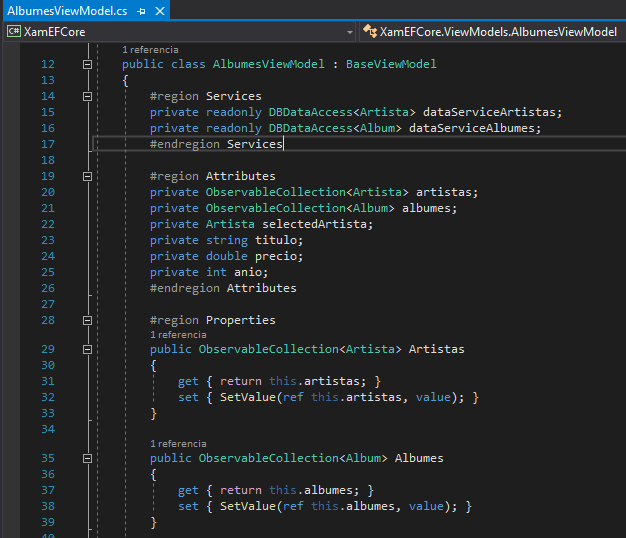 AlbumesViewModel.cs
XamEFCore XamEFCore.ViewModels.AlbumesViewModel
1 referencia
12 public class AlbumesViewModel : BaseViewModel
13 {
14 #region Services
15 private readonly DBDataAccess<Artista> dataServiceArtistas;
16 private readonly DBDataAccess<Album> dataServiceAlbumes;
17 #endregion Services
18
19 #region Attributes
20 private ObservableCollection<Artista> artistas;
21 private ObservableCollection<Album> albumes;
22 private Artista selectedArtista;
23 private string titulo;
24 private double precio;
25 private int anio;
26 #endregion Attributes
27
28 #region Properties
1 referencia
29 public ObservableCollection<Artista> Artistas
30 {
31 get { return this.artistas; }
32 set { SetValue(ref this.artistas, value); }
33 }
34
1 referencia
35 public ObservableCollection<Album> Albumes
36 {
37 get { return this.albumes; }
38 set { SetValue(ref this.albumes, value); }
39 }